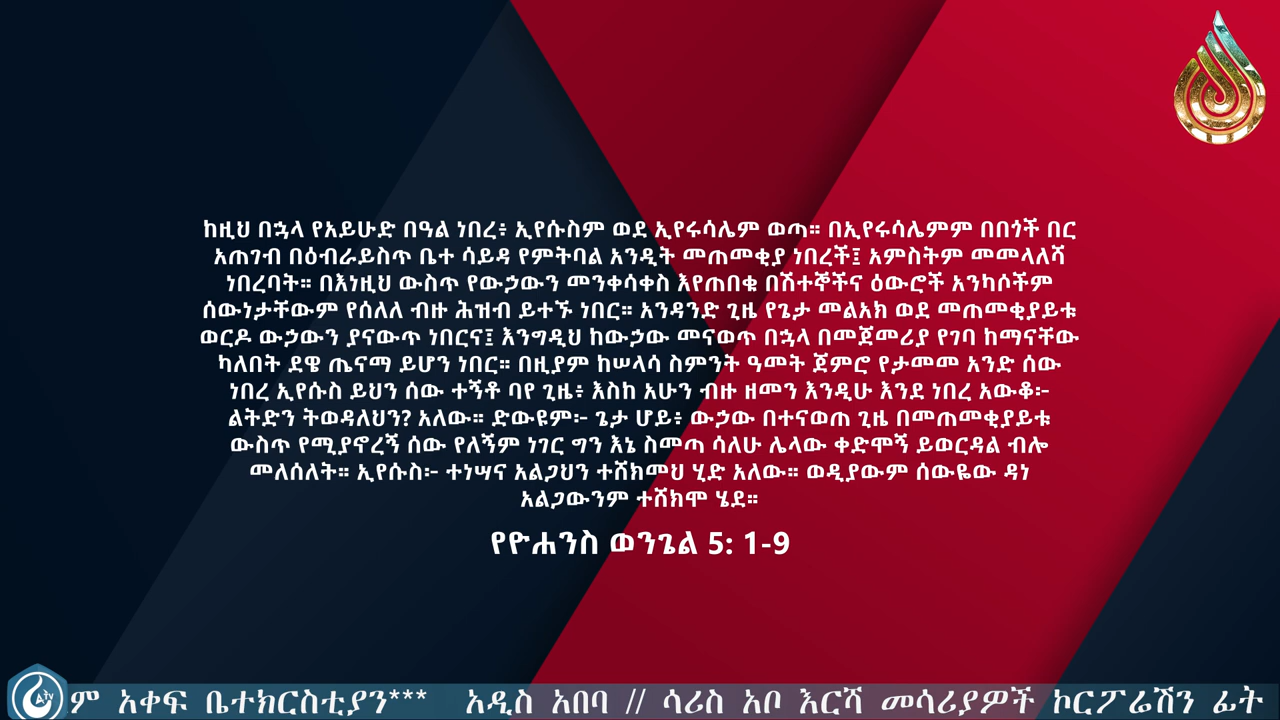 ከዚህ በኋላ የአይሁድ በዓል ነበረ፥ ኢየሱስም ወደ ኢየሩሳሌም ወጣ። በኢየሩሳሌምም በበጎች በር
አጠገብ በዕብራይስጥ ቤተ ሳይዳ የምትባል አንዲት መጠመቂያ ነበረች፤ አምስትም መመላለሻ
ነበረባት። በእነዚህ ውስጥ የውኃውን መንቀሳቀስ እየጠበቁ በሽተኞችና ዕውሮች አንካሶችም
ሰውነታቸውም የሰለለ ብዙ ሕዝብ ይተኙ ነበር። አንዳንድ ጊዜ የጌታ መልአክ ወደ መጠመቂያይቱ
ወርዶ ውኃውን ያናውጥ ነበርና፤ እንግዲህ ከውኃው መናወጥ በኋላ በመጀመሪያ የገባ ከማናቸው
ካለበት ደዌ ጤናማ ይሆን ነበር። በዚያም ከሠላሳ ስምንት ዓመት ጀምሮ የታመመ አንድ ሰው
ነበረ ኢየሱስ ይህን ሰው ተኝቶ ባየ ጊዜ፥ እስከ አሁን ብዙ ዘመን እንዲሁ እንደ ነበረ አውቆ፦
ልትድን ትወዳለህን? አለው። ድውዩም፦ ጌታ ሆይ፥ ውኃው በተናወጠ ጊዜ በመጠመቂያይቱ
ውስጥ የሚያኖረኝ ሰው የለኝም ነገር ግን እኔ ስመጣ ሳለሁ ሌላው ቀድሞኝ ይወርዳል ብሎ
መለሰለት። ኢየሱስ፦ ተነሣና አልጋህን ተሸክመህ ሂድ አለው። ወዲያውም ሰውዬው ዳነ
አልጋውንም ተሸክሞ ሄደ።
የዮሐንስ ወንጌል 5: 1-9
ም አቀፍ ቤተክርስቲያን*** አዲስ አበባ // ሳሪስ አቦ እርሻ መሳሪያዎች ኮርፖሬሽን ፊት